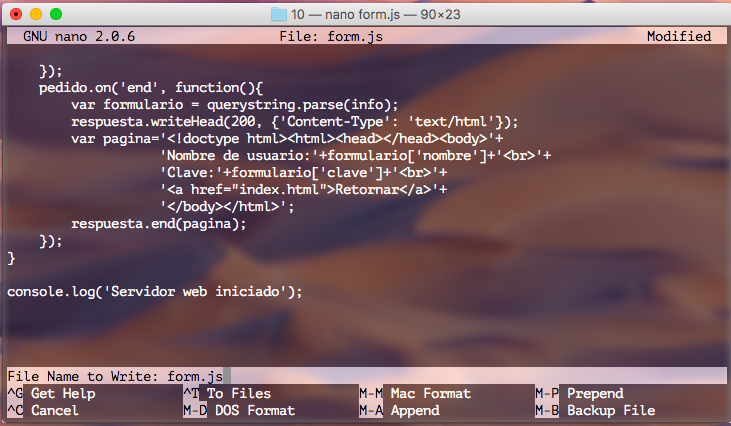 10 — nano form.js — 90×23
GNU nano 2.0.6 File: form.js Modified
});
pedido.on('end', function(){
var formulario = querystring.parse(info);
respuesta.writeHead(200, {'Content-Type': 'text/html'});
var pagina='<!doctype html><html><head></head><body>'+
'Nombre de usuario:'+formulario['nombre']+'<br>'+
'Clave:'+formulario['clave']+'<br>'+
'<a href="index.html">Retornar</a>'+
'</body></html>';
respuesta.end(pagina);
});
}
console.log('Servidor web iniciado');
File Name to Write: form.js
^G Get Help ^T To Files M-M Mac Format M-P Prepend
^C Cancel M-D DOS Format M-A Append M-B Backup File